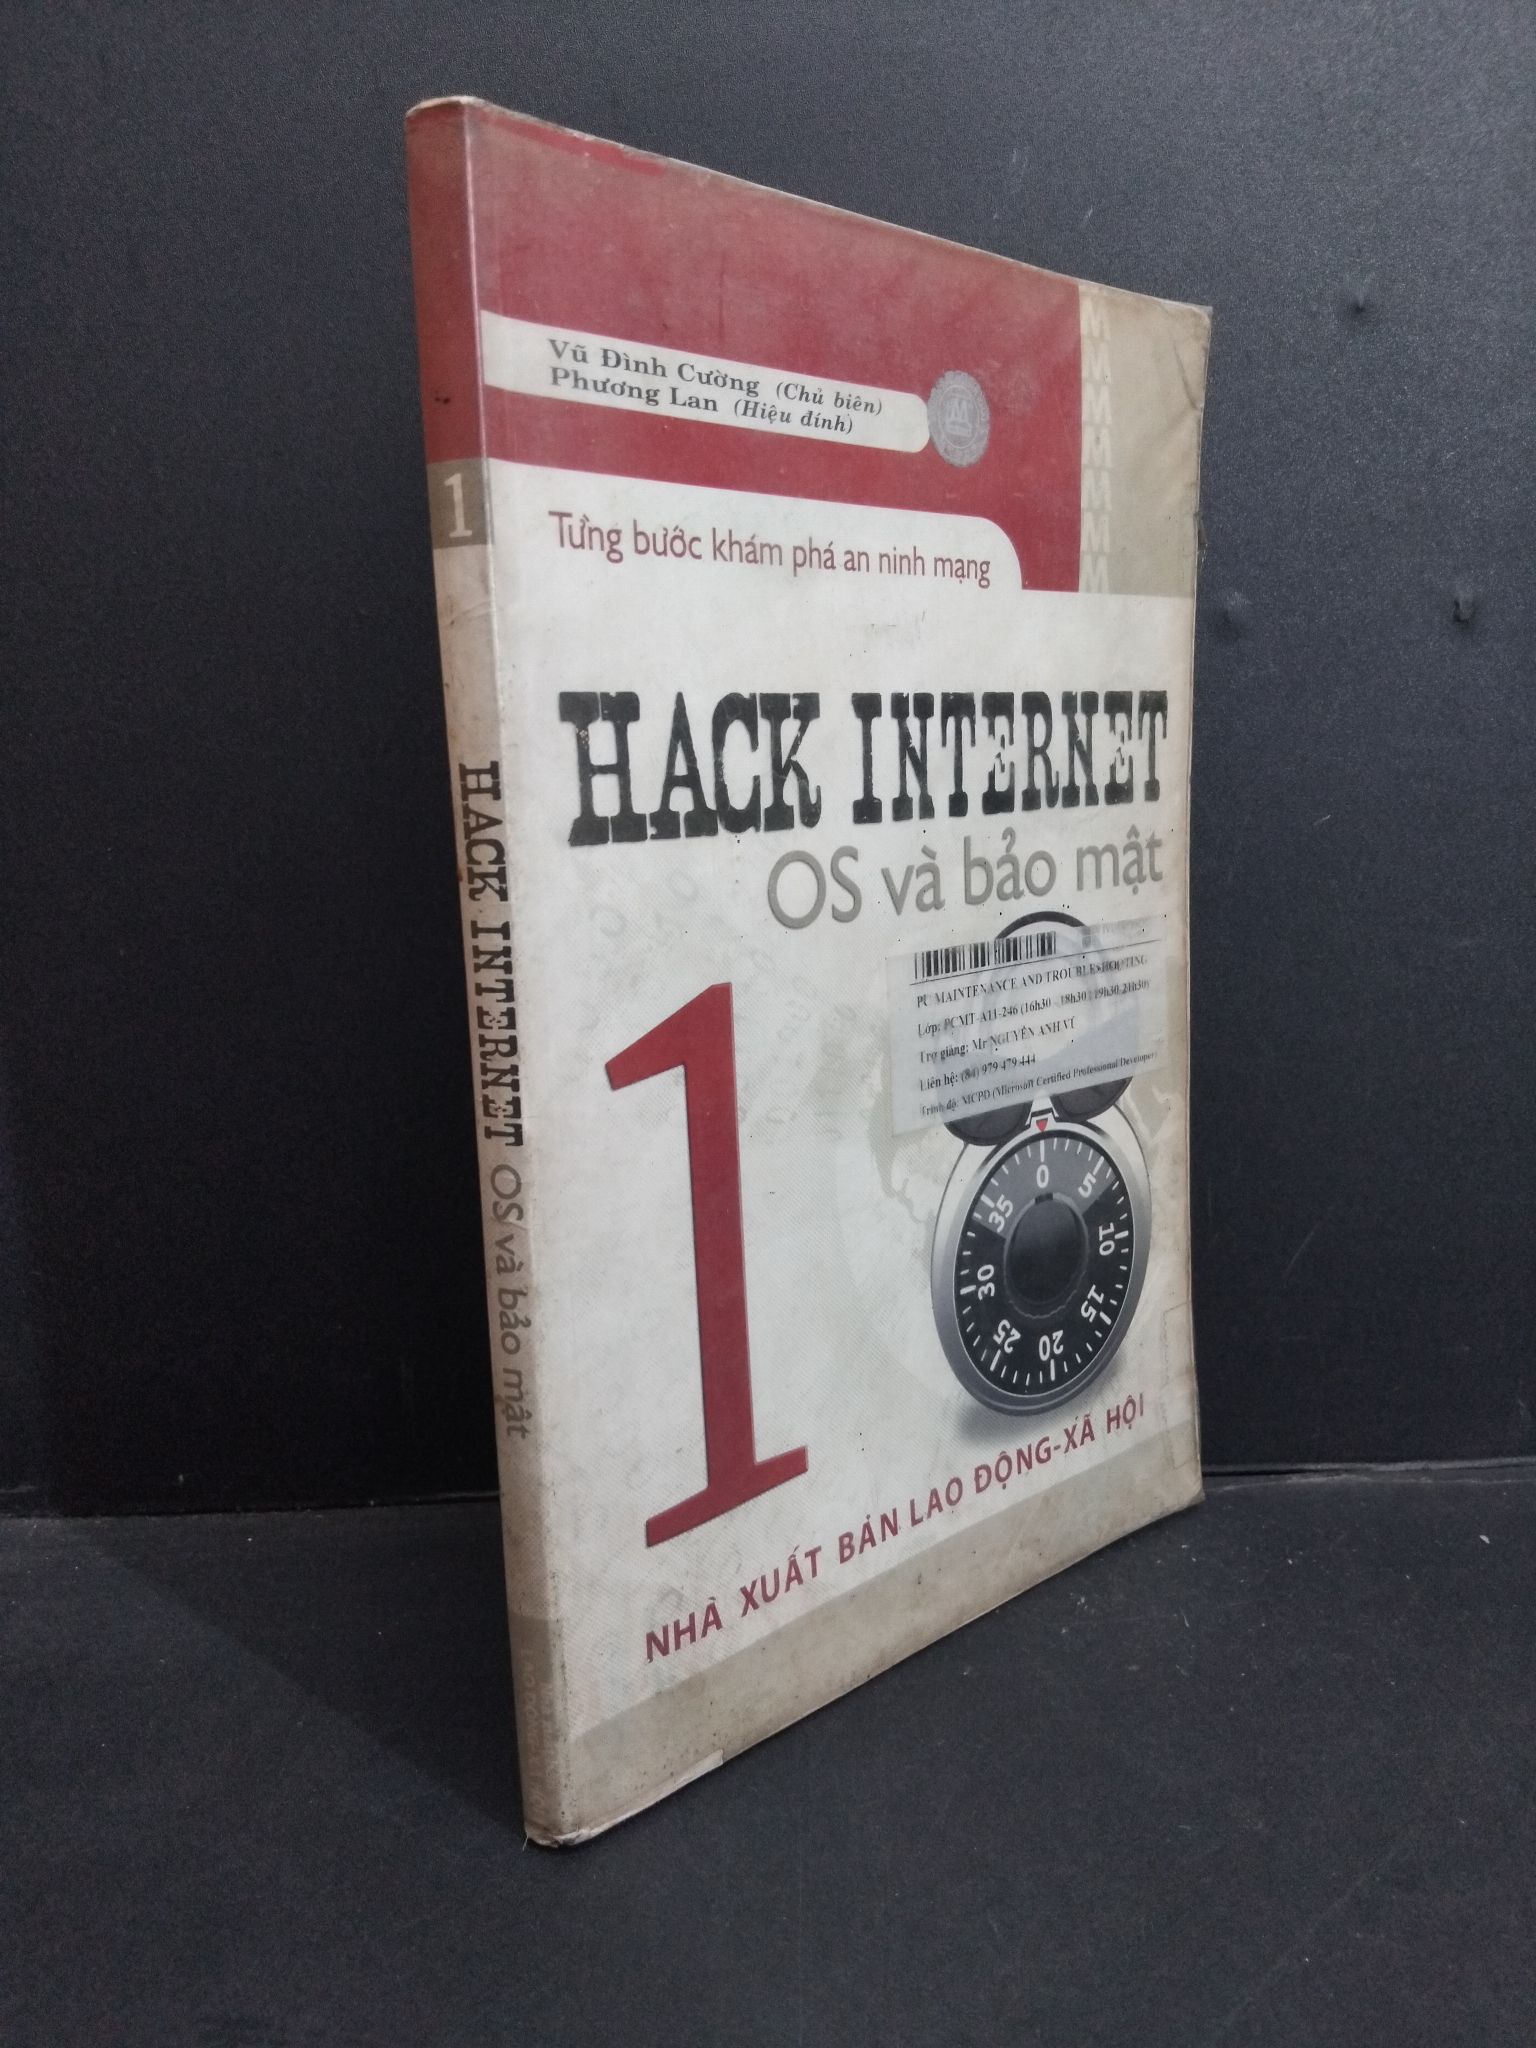 Vũ Đình Cường (Chủ biên)
Phương Lan (Hiệu đính)
Từng bước khám phá an ninh mạng
HACK INTERNET
OS và bảo mật
PC MAINTENANCE AND TROUBLESHOOTING
Lớp: PCMT-A11-246 (16h30 - 18h30 | 19h30.21h30)
Trợ giảng: Mr NGUYỄN ANH VŨ
Liên hệ: (84) 979 479 444
Trình độ: MCPD (Microsoft Certified Professional Developer)
1
0
5
10
15
20
25
30
35
NHÀ XUẤT BẢN LAO ĐỘNG-XÃ HỘI
1
HACK INTERNET OS và bảo mật